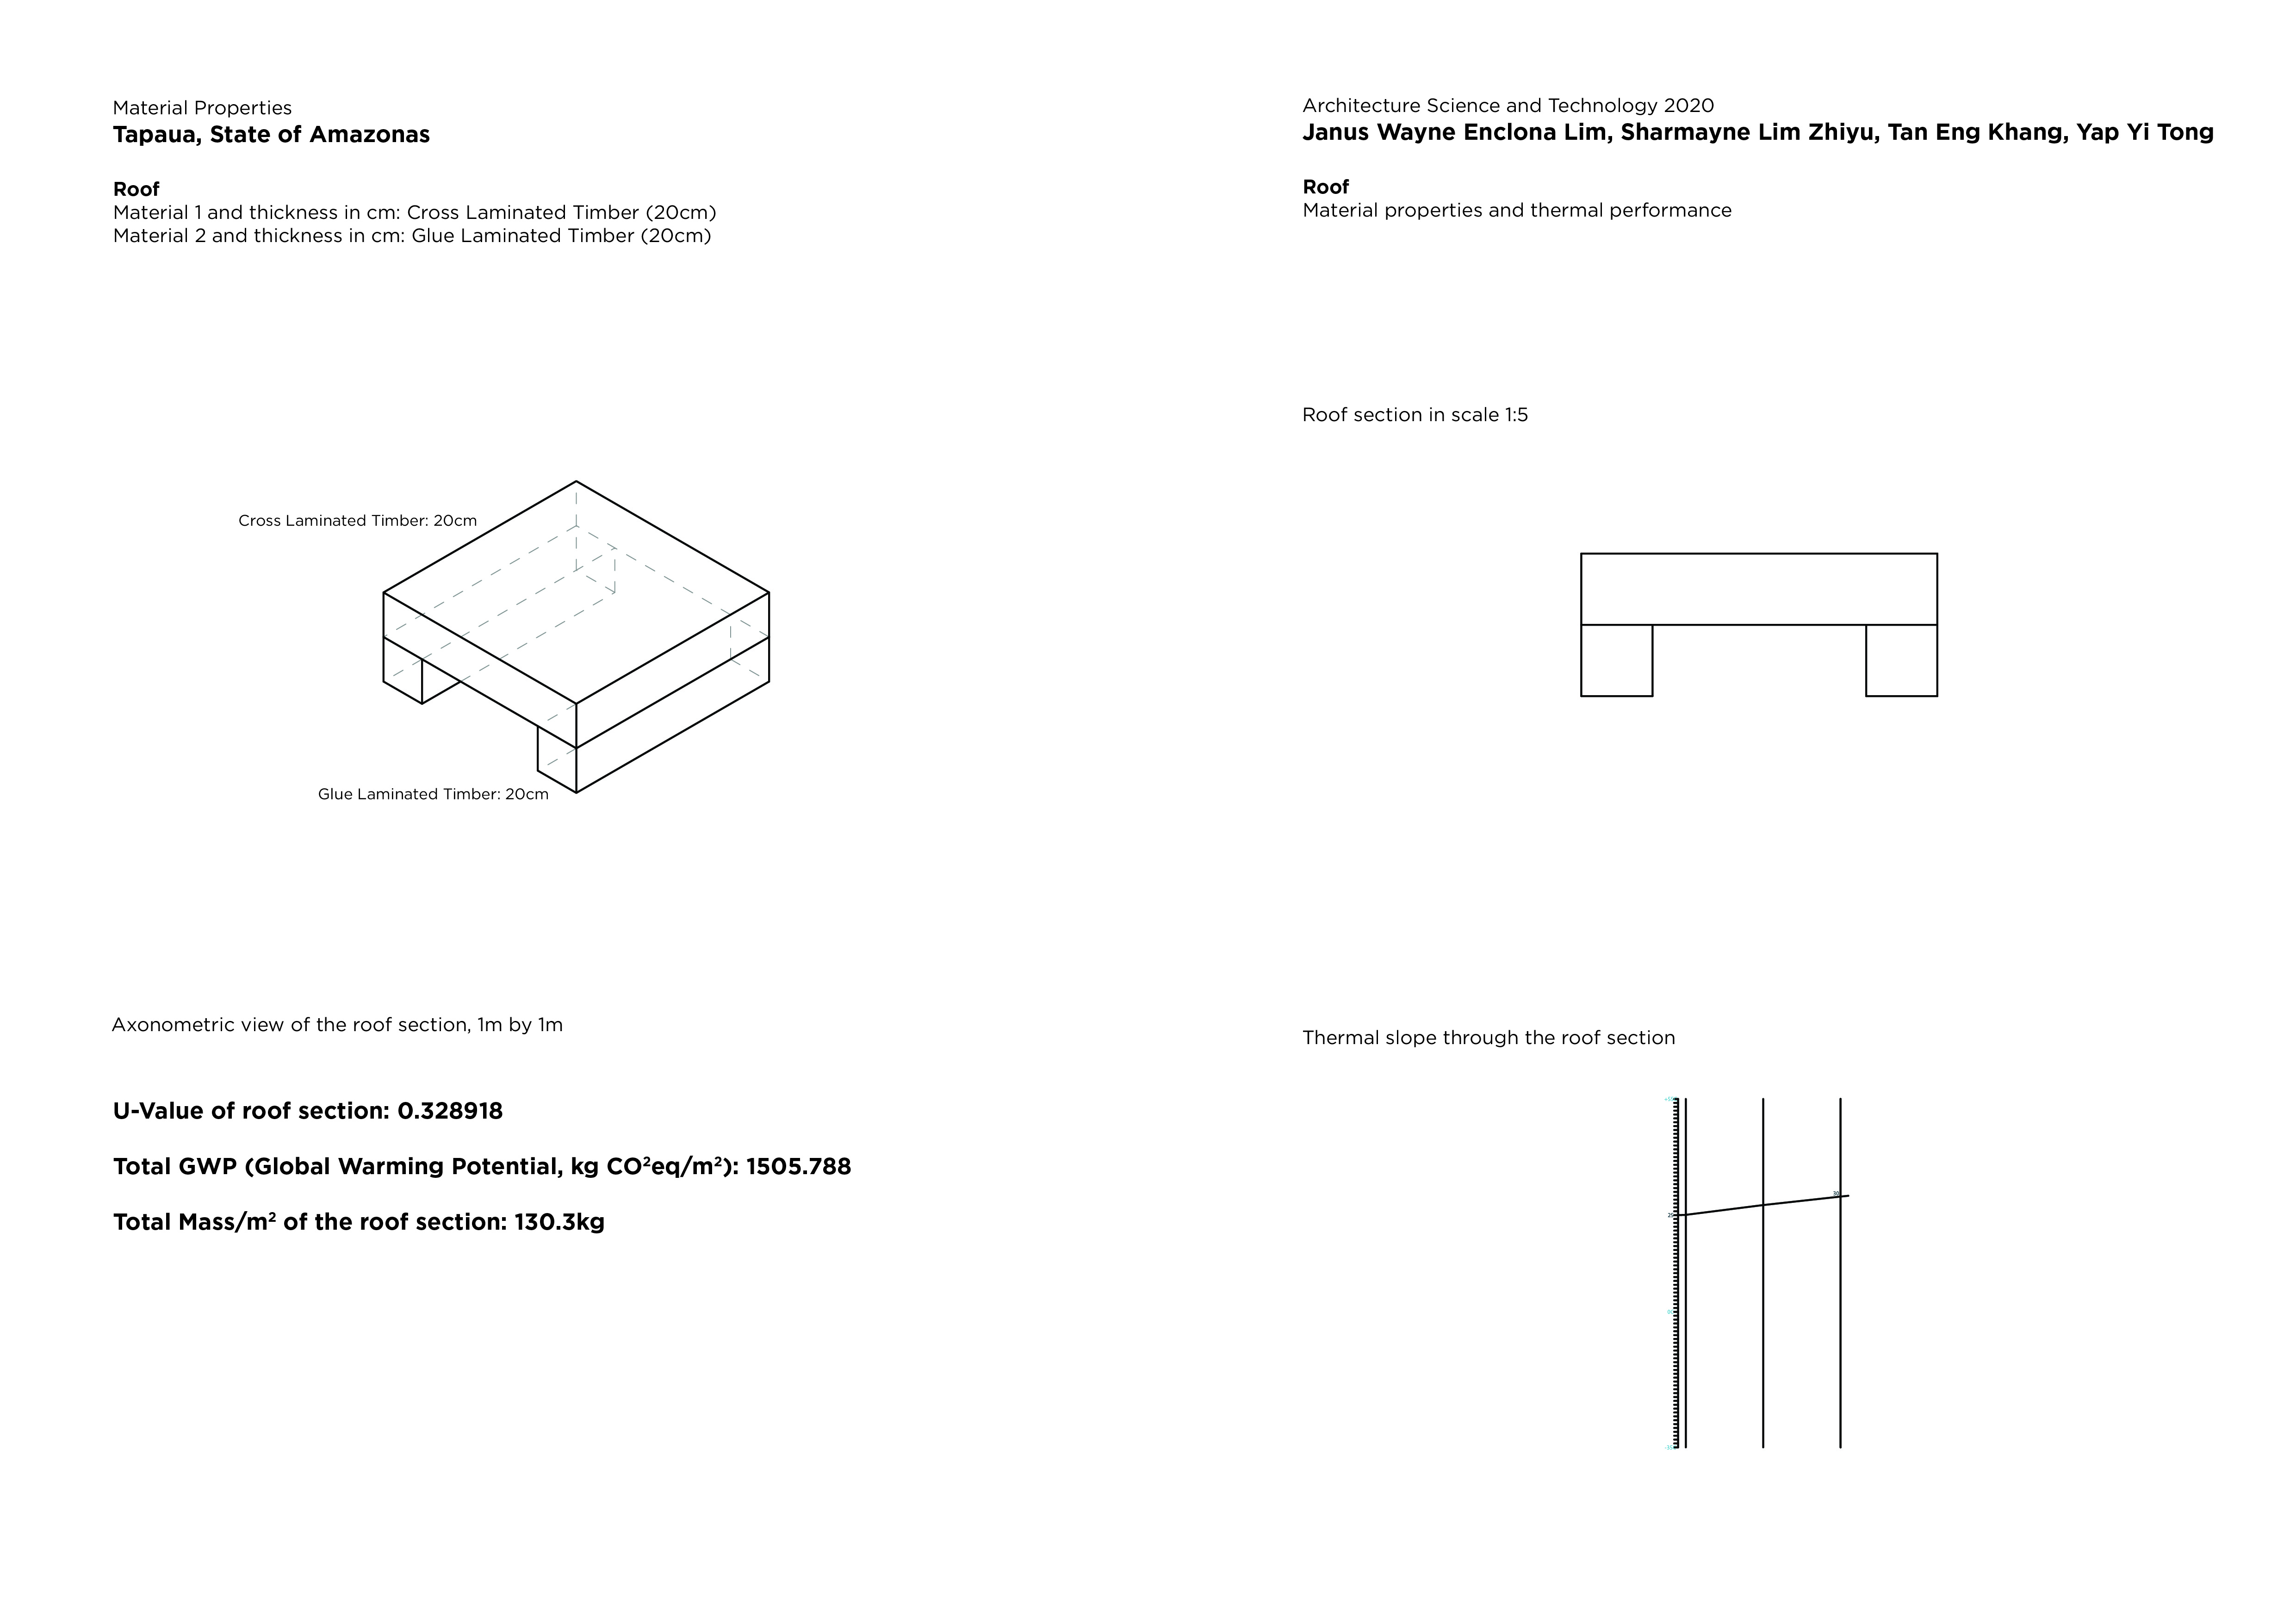 Material Properties
Tapaua, State of Amazonas
Roof
Material 1 and thickness in cm: Cross Laminated Timber (20cm)
Material 2 and thickness in cm: Glue Laminated Timber (20cm)
Cross Laminated Timber: 20cm
Glue Laminated Timber: 20cm
Axonometric view of the roof section, 1m by 1m
U-Value of roof section: 0.328918
Total GWP (Global Warming Potential, kg CO²eq/m²): 1505.788
Total Mass/m² of the roof section: 130.3kg
Architecture Science and Technology 2020
Janus Wayne Enclona Lim, Sharmayne Lim Zhiyu, Tan Eng Khang, Yap Yi Tong
Roof
Material properties and thermal performance
Roof section in scale 1:5
Thermal slope through the roof section
30
25